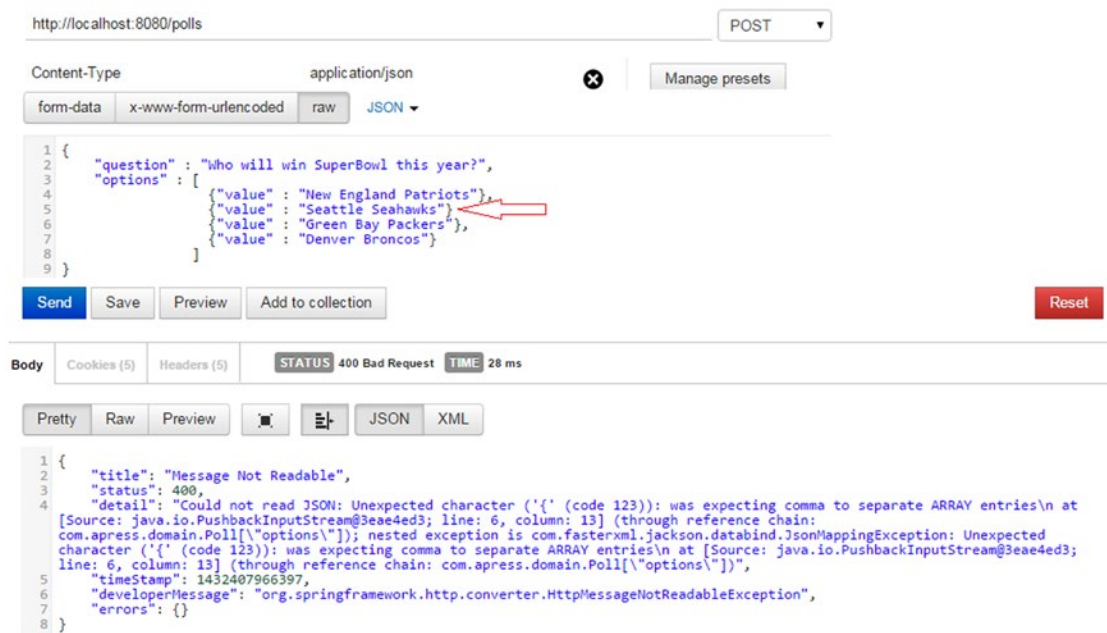 http://localhost:8080/polls
POST
Content-Type application/json
Manage presets
form-data x-www-form-urlencoded raw JSON
1 {
2 "question" : "Who will win SuperBowl this year?",
3 "options" : [
4 {"value" : "New England Patriots"},
5 {"value" : "Seattle Seahawks"}
6 {"value" : "Green Bay Packers"},
7 {"value" : "Denver Broncos"}
8 ]
9 }
Send Save Preview Add to collection Reset
Body Cookies (5) Headers (5) STATUS 400 Bad Request TIME 28 ms
Pretty Raw Preview JSON XML
1 {
2 "title": "Message Not Readable",
3 "status": 400,
4 "detail": "Could not read JSON: Unexpected character ('{' (code 123)): was expecting comma to separate ARRAY entries\n at
[Source: java.io.PushbackInputStream@3eae4ed3; line: 6, column: 13] (through reference chain:
com.apress.domain.Poll[\"options\"]); nested exception is com.fasterxml.jackson.databind.JsonMappingException: Unexpected
character ('{' (code 123)): was expecting comma to separate ARRAY entries\n at [Source: java.io.PushbackInputStream@3eae4ed3;
line: 6, column: 13] (through reference chain: com.apress.domain.Poll[\"options\"])",
5 "timeStamp": 1432407966397,
6 "developerMessage": "org.springframework.http.converter.HttpMessageNotReadableException",
7 "errors": {}
8 }